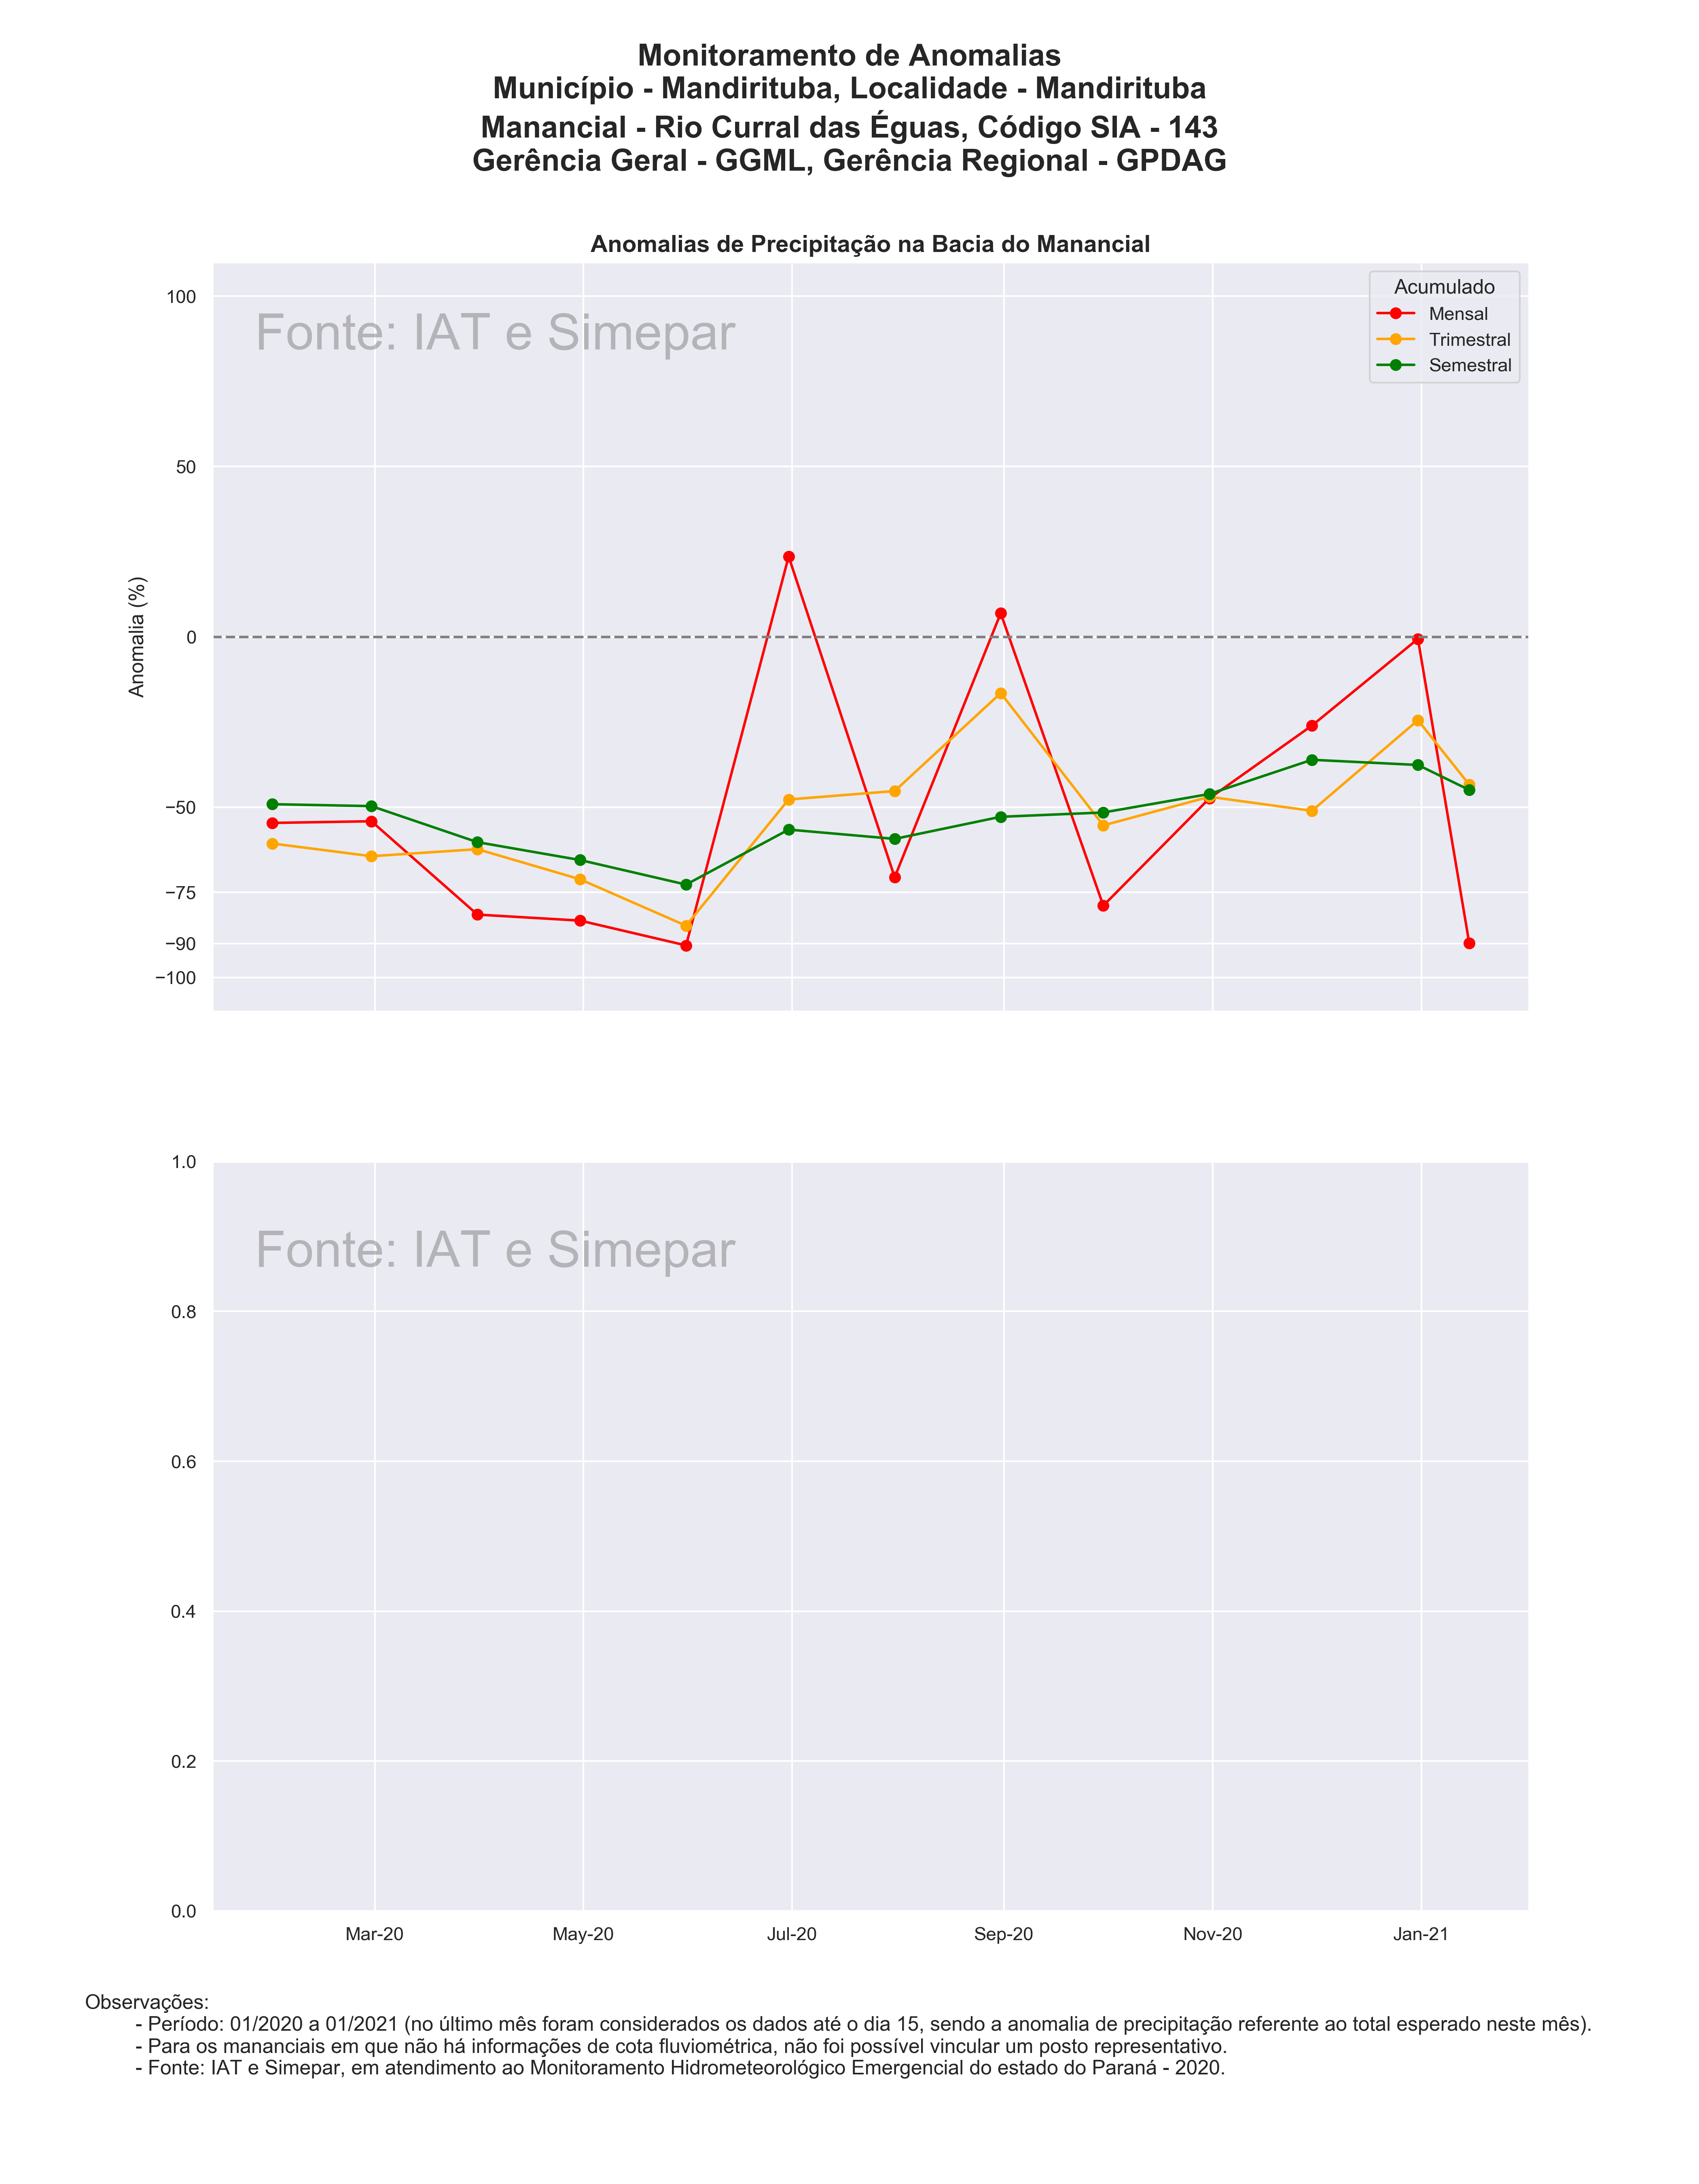 Monitoramento de Anomalias
Município - Mandirituba, Localidade - Mandirituba
Manancial - Rio Curral das Éguas, Código SIA - 143
Gerência Geral - GGML, Gerência Regional - GPDAG
Anomalias de Precipitação na Bacia do Manancial
Fonte: IAT e Simepar
Acumulado
Mensal
Trimestral
Semestral
Anomalia (%)
100
50
0
−50
−75
−90
−100
Fonte: IAT e Simepar
1.0
0.8
0.6
0.4
0.2
0.0
Mar-20 May-20 Jul-20 Sep-20 Nov-20 Jan-21
Observações:
- Período: 01/2020 a 01/2021 (no último mês foram considerados os dados até o dia 15, sendo a anomalia de precipitação referente ao total esperado neste mês).
- Para os mananciais em que não há informações de cota fluviométrica, não foi possível vincular um posto representativo.
- Fonte: IAT e Simepar, em atendimento ao Monitoramento Hidrometeorológico Emergencial do estado do Paraná - 2020.